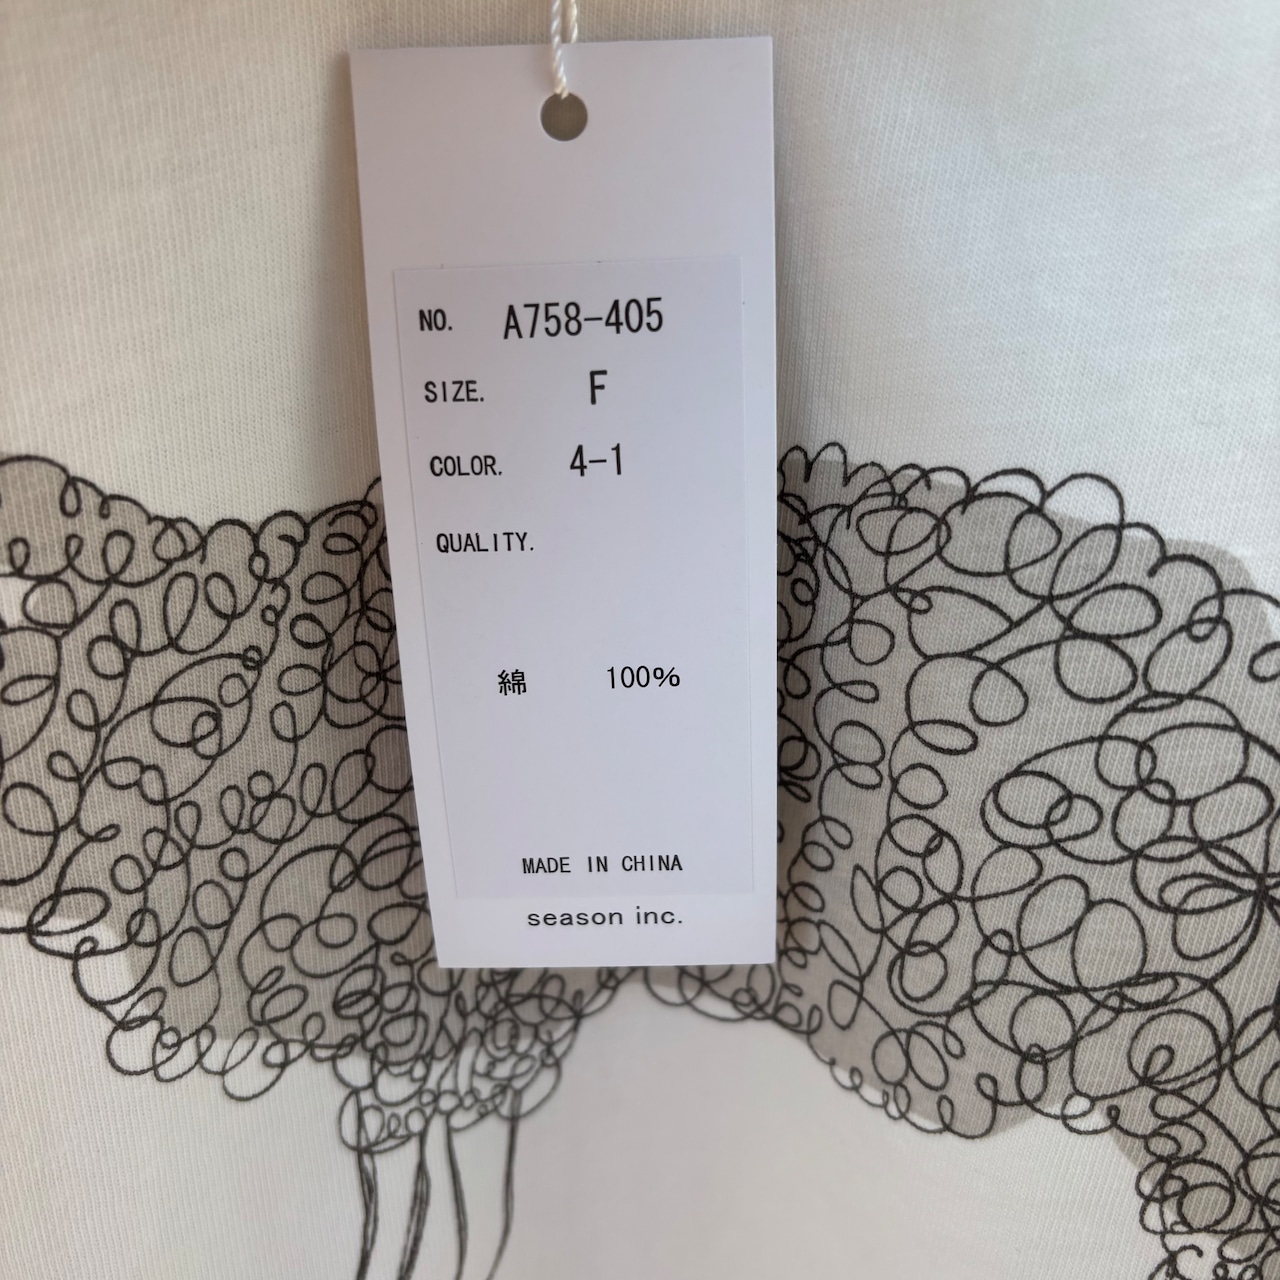 NO. A758-405
SIZE. F
COLOR. 4-1
QUALITY.
綿 100%
MADE IN CHINA
season inc.